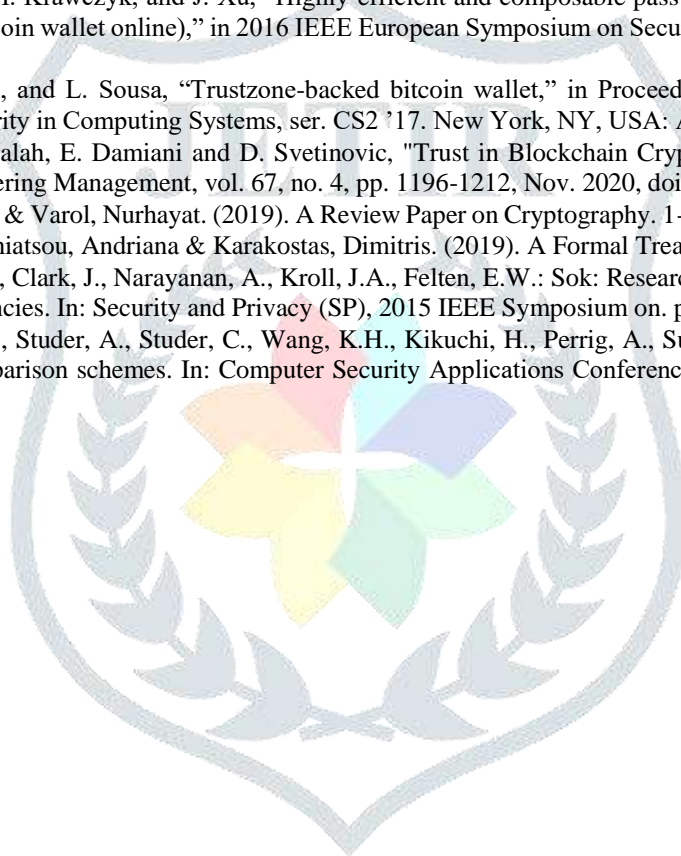 Krawczyk, and J. Xu, "Highly efficient and composable pass
oin wallet online)," in 2016 IEEE European Symposium on Secu
, and L. Sousa, “Trustzone-backed bitcoin wallet,” in Proceed
rity in Computing Systems, ser. CS2 ’17. New York, NY, USA: A
alah, E. Damiani and D. Svetinovic, "Trust in Blockchain Cryp
ering Management, vol. 67, no. 4, pp. 1196-1212, Nov. 2020, doi
& Varol, Nurhayat. (2019). A Review Paper on Cryptography. 1-
niatsou, Andriana & Karakostas, Dimitris. (2019). A Formal Trea
, Clark, J., Narayanan, A., Kroll, J.A., Felten, E.W.: Sok: Resear
ncies. In: Security and Privacy (SP), 2015 IEEE Symposium on. p
., Studer, A., Studer, C., Wang, K.H., Kikuchi, H., Perrig, A., Su
parison schemes. In: Computer Security Applications Conferenc
JETIR